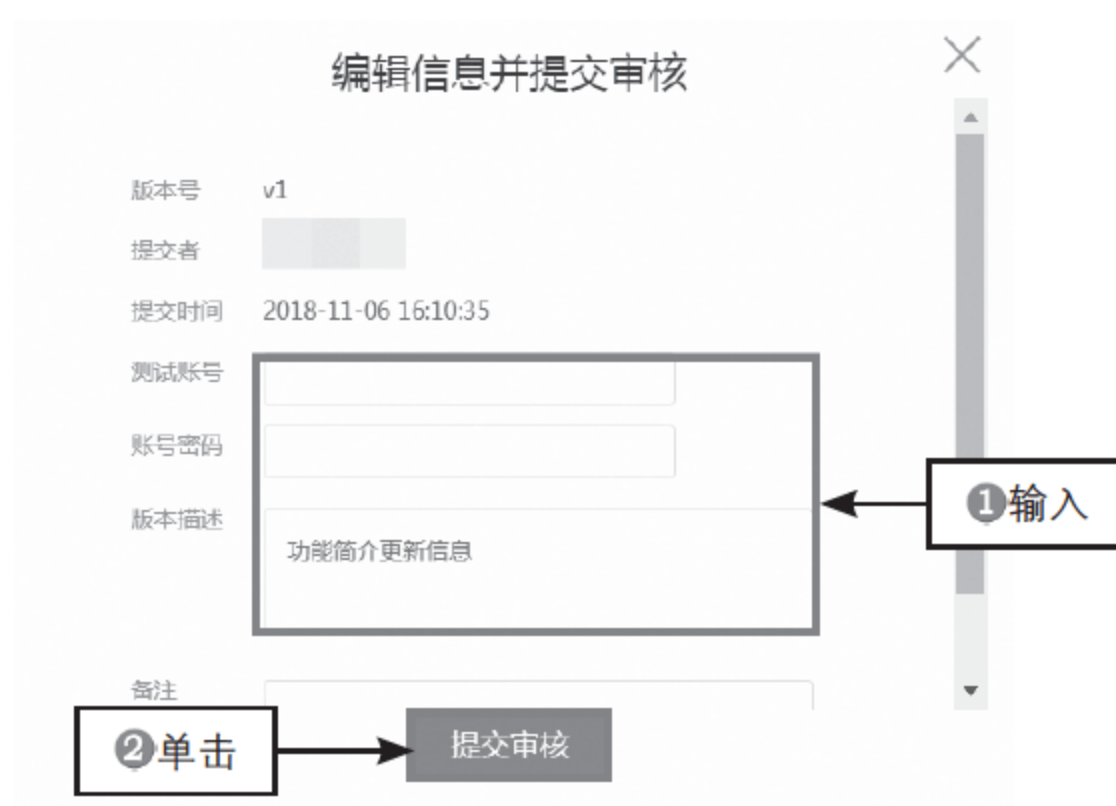 编辑信息并提交审核
版本号 v1
提交者
提交时间 2018-11-06 16:10:35
测试账号
账号密码
❶输入
版本描述
功能简介更新信息
备注
❷单击
提交审核